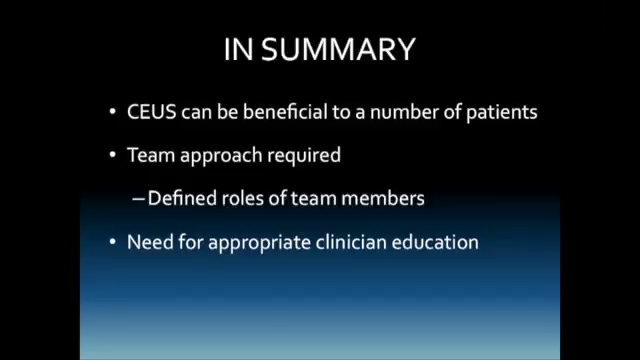 IN SUMMARY
• CEUS can be beneficial to a number of patients
• Team approach required
–Defined roles of team members
• Need for appropriate clinician education